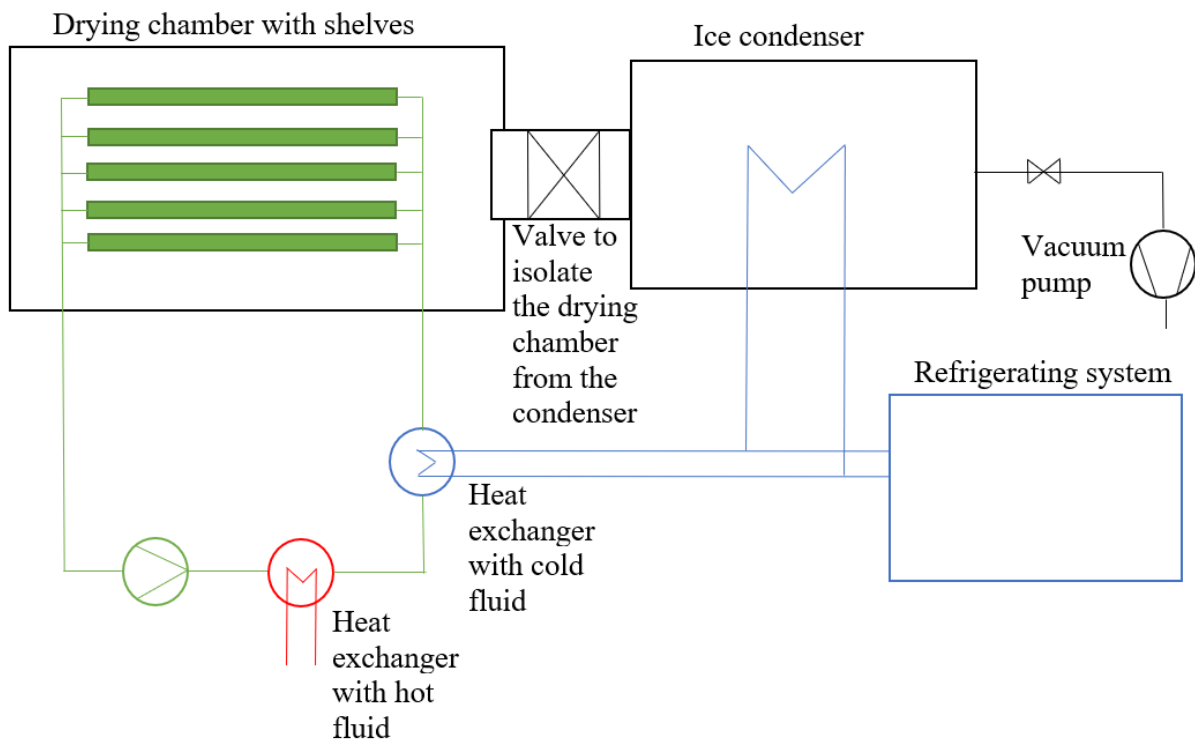 Drying chamber with shelves
Ice condenser
Valve to
isolate
the drying
chamber
from the
condenser
Vacuum
pump
Refrigerating system
Heat
exchanger
with cold
fluid
Heat
exchanger
with hot
fluid